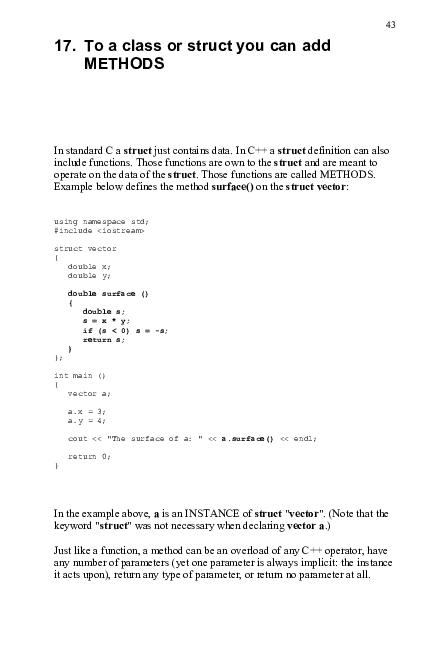 43
17. To a class or struct you can add
METHODS
In standard C a struct just contains data. In C++ a struct definition can also
include functions. Those functions are own to the struct and are meant to
operate on the data of the struct. Those functions are called METHODS.
Example below defines the method surface() on the struct vector:
using namespace std;
#include <iostream>
struct vector
{
double x;
double y;
double surface ()
{
double s;
s = x * y;
if (s < 0) s = -s;
return s;
}
};
int main ()
{
vector a;
a.x = 3;
a.y = 4;
cout << "The surface of a: " << a.surface() << endl;
return 0;
}
In the example above, a is an INSTANCE of struct "vector". (Note that the
keyword "struct" was not necessary when declaring vector a.)
Just like a function, a method can be an overload of any C++ operator, have
any number of parameters (yet one parameter is always implicit: the instance
it acts upon), return any type of parameter, or return no parameter at all.